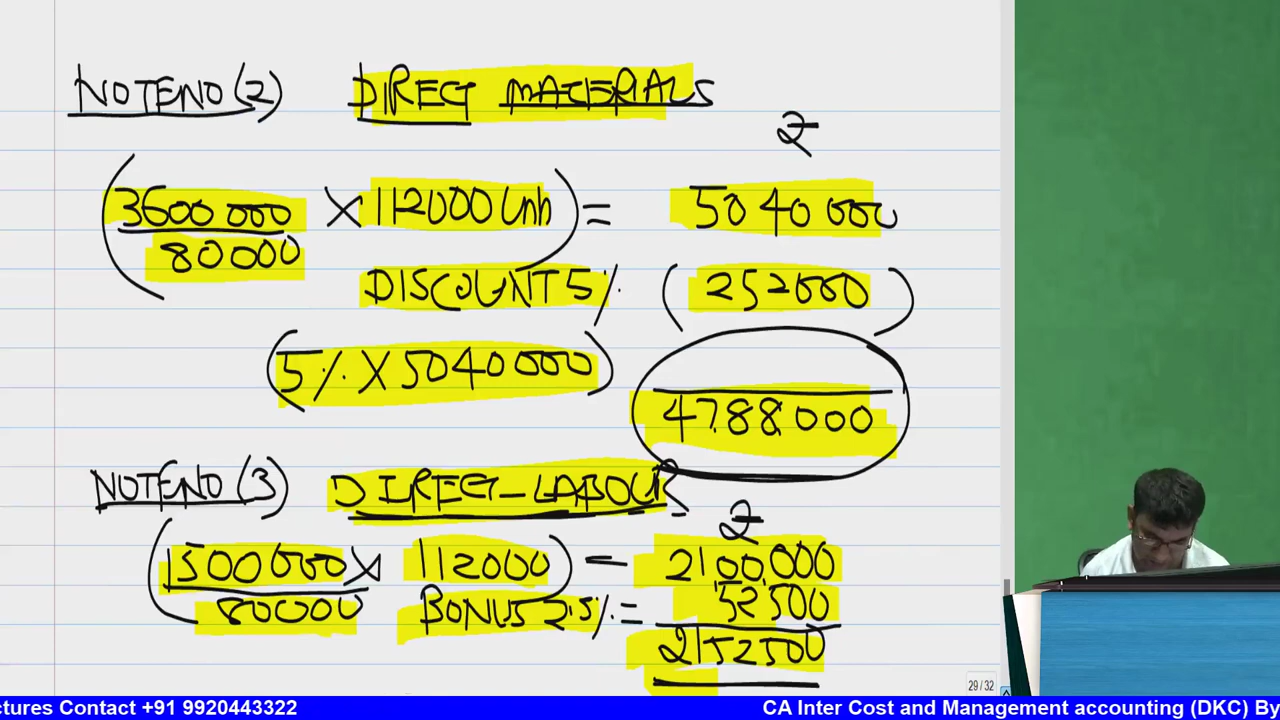 NOTENO(2) DIRECT MATERIALS
₹
(3600000/80000 × 112000 Units) = 5040000
DISCOUNT 5% (252000)
(5% × 5040000)
4788000
NOTENO(3) DIRECT-LABOUR
₹
(1500000/80000 × 112000) = 2100000
BONUS 2.5% = 52500
2152500
29 / 32
ctures Contact +91 9920443322 CA Inter Cost and Management accounting (DKC) By